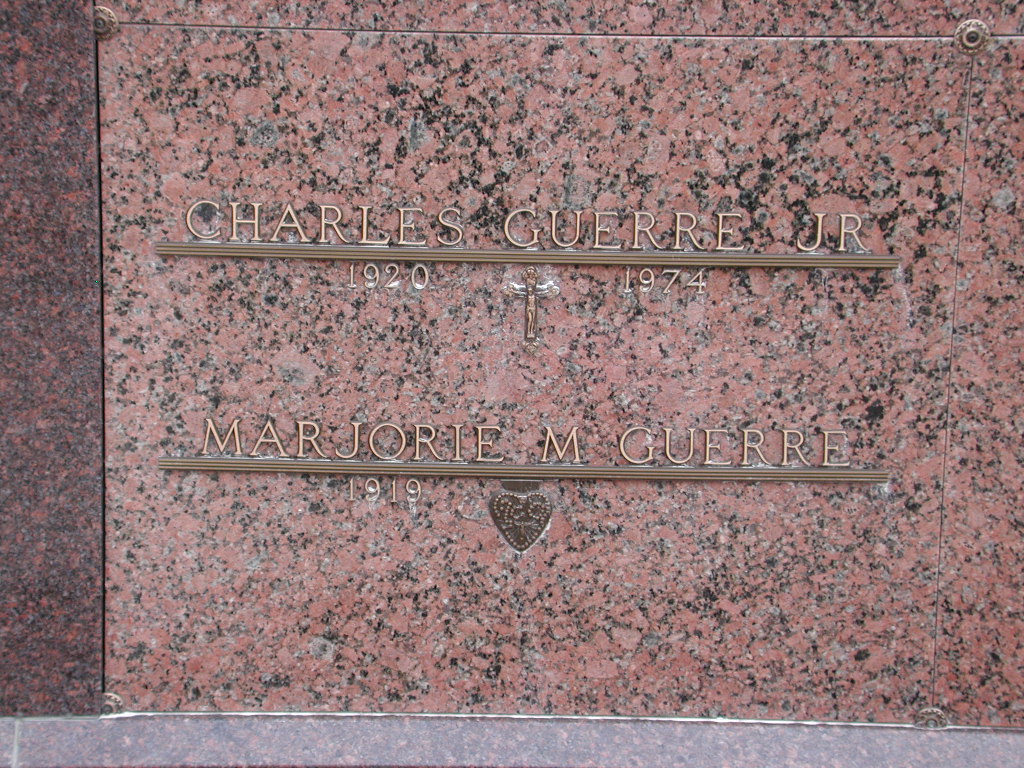 CHARLES GUERRE JR
1920 1974
MARJORIE M GUERRE
1919